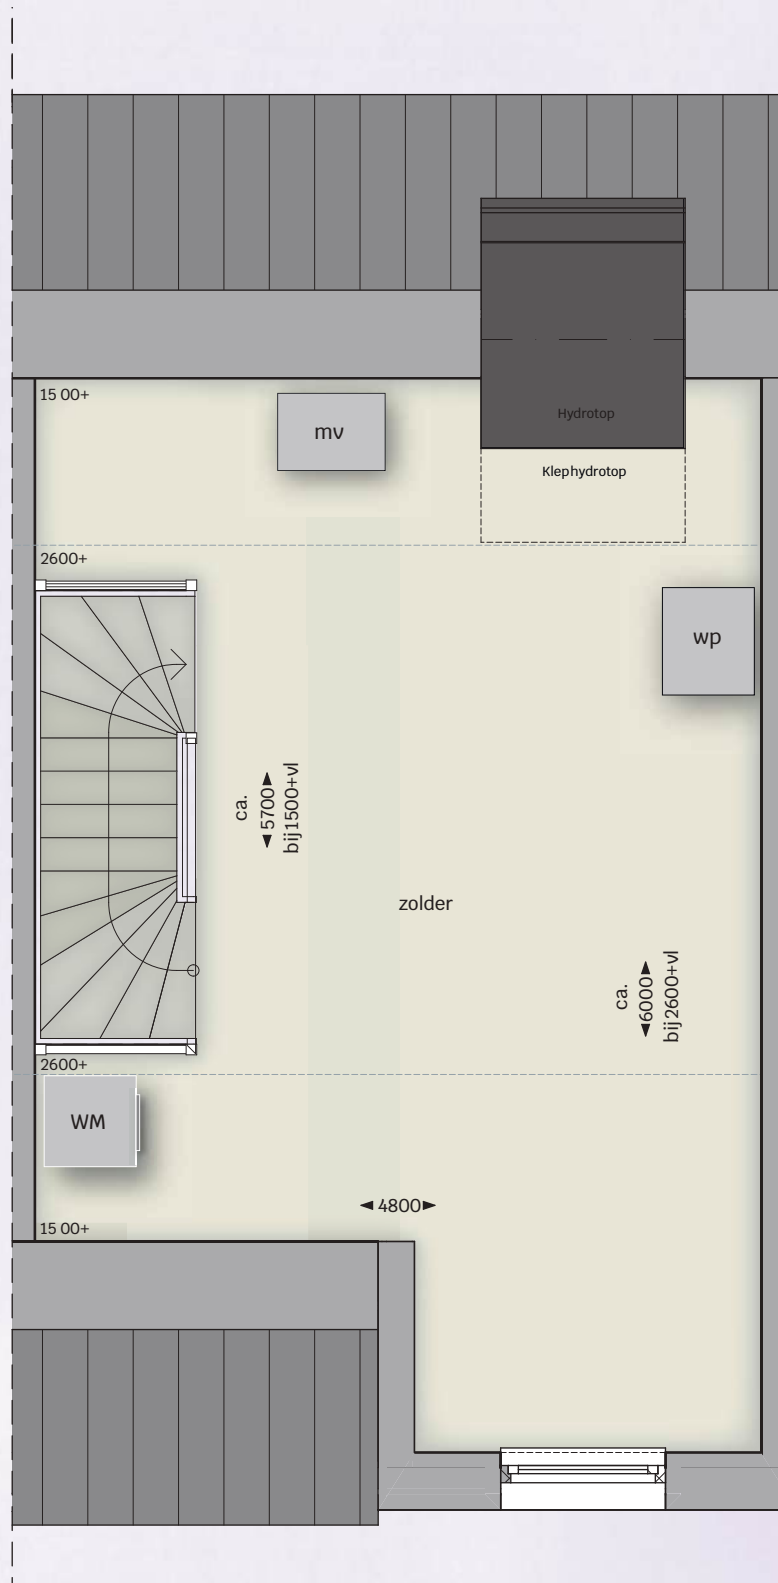 15 00+
mv
Hydrotop
Klephydrotop
2600+
wp
ca.
◄5700►
bij1500+vl
zolder
ca.
◄6000►
bij2600+vl
2600+
WM
◄ 4800►
15 00+